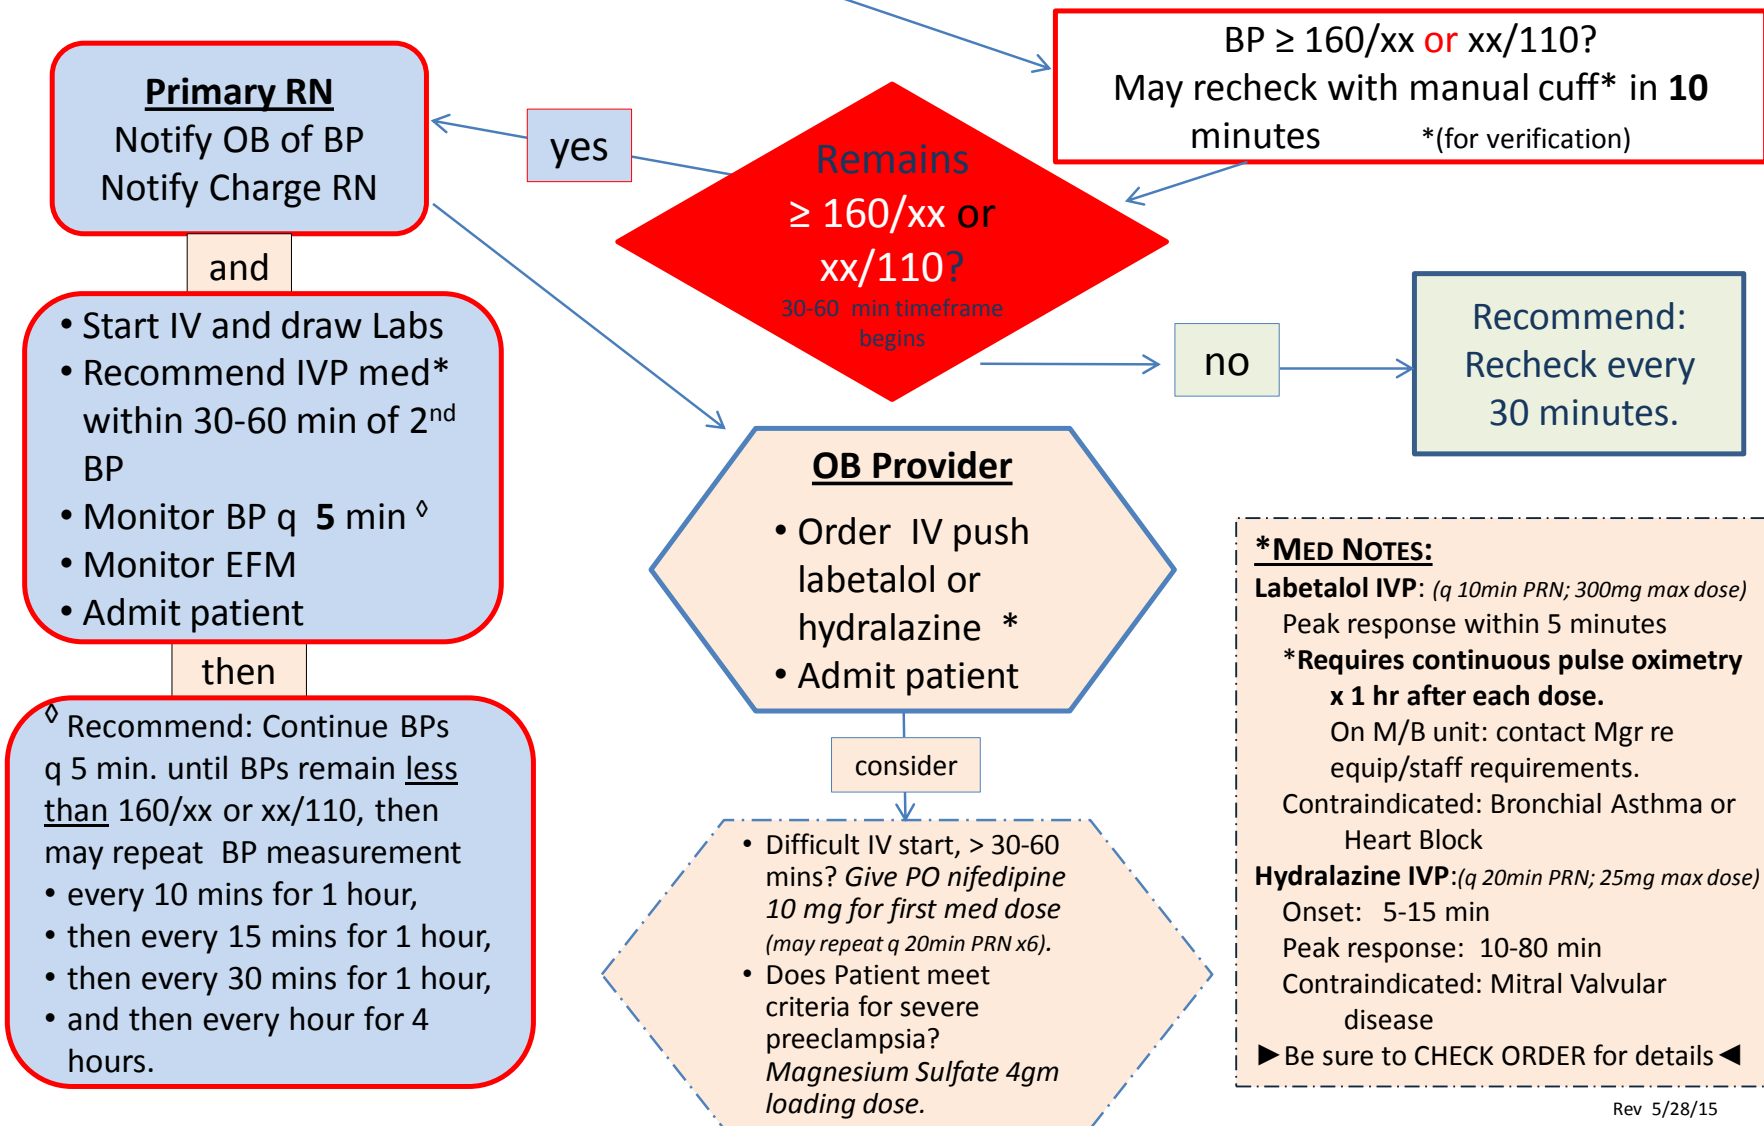 BP ≥ 160/xx or xx/110?
May recheck with manual cuff* in 10
minutes *(for verification)
Primary RN
Notify OB of BP
Notify Charge RN
yes
Remains
≥ 160/xx or
xx/110?
30-60 min timeframe
begins
and
• Start IV and draw Labs
• Recommend IVP med*
within 30-60 min of 2nd
BP
• Monitor BP q 5 min ◊
• Monitor EFM
• Admit patient
no
Recommend:
Recheck every
30 minutes.
OB Provider
• Order IV push
labetalol or
hydralazine *
• Admit patient
then
◊ Recommend: Continue BPs
q 5 min. until BPs remain less
than 160/xx or xx/110, then
may repeat BP measurement
• every 10 mins for 1 hour,
• then every 15 mins for 1 hour,
• then every 30 mins for 1 hour,
• and then every hour for 4
hours.
consider
• Difficult IV start, > 30-60
mins? Give PO nifedipine
10 mg for first med dose
(may repeat q 20min PRN x6).
• Does Patient meet
criteria for severe
preeclampsia?
Magnesium Sulfate 4gm
loading dose.
*MED NOTES:
Labetalol IVP: (q 10min PRN; 300mg max dose)
Peak response within 5 minutes
*Requires continuous pulse oximetry
x 1 hr after each dose.
On M/B unit: contact Mgr re
equip/staff requirements.
Contraindicated: Bronchial Asthma or
Heart Block
Hydralazine IVP:(q 20min PRN; 25mg max dose)
Onset: 5-15 min
Peak response: 10-80 min
Contraindicated: Mitral Valvular
disease
►Be sure to CHECK ORDER for details◄
Rev 5/28/15